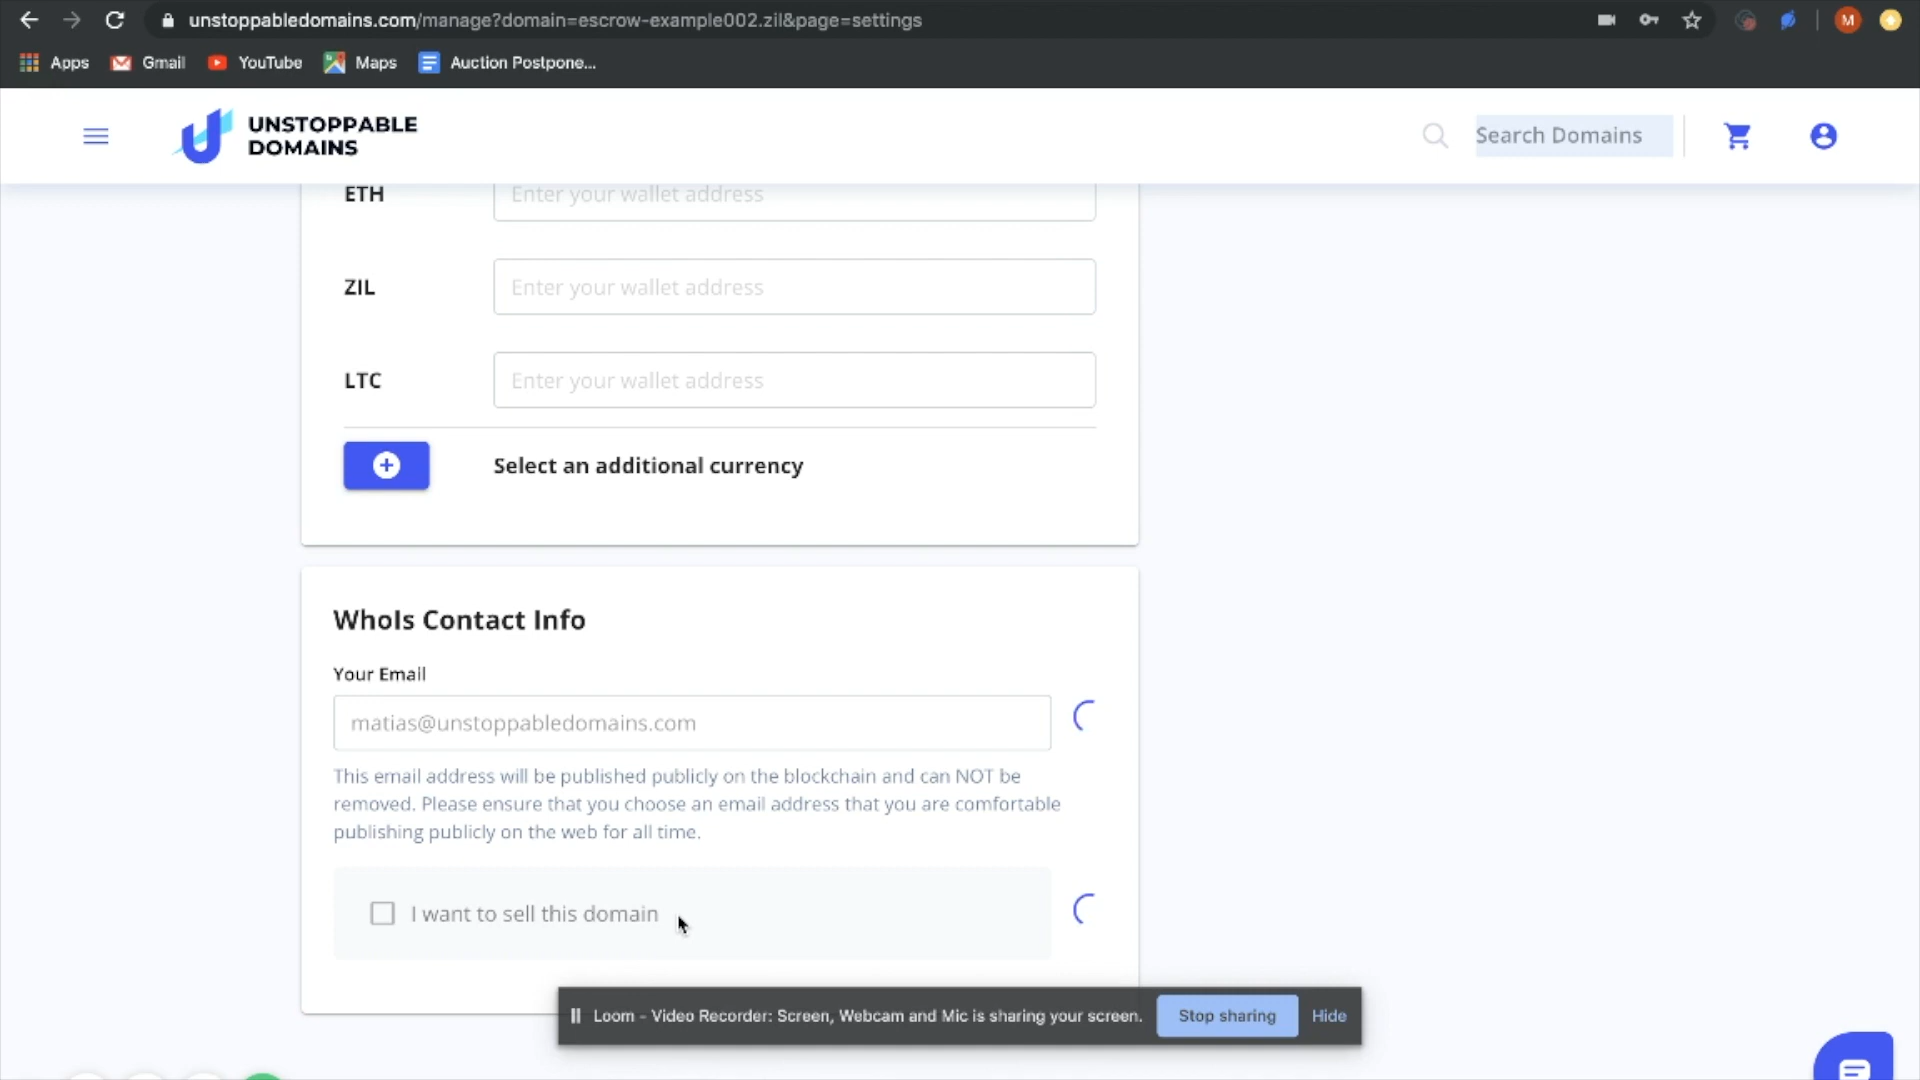 unstoppabledomains.com/manage?domain=escrow-example002.zil&page=settings
M
Apps
Gmail
YouTube
Maps
Auction Postpone...
UNSTOPPABLE
DOMAINS
Search Domains
ETH
Enter your wallet address
ZIL
Enter your wallet address
LTC
Enter your wallet address
Select an additional currency
WhoIs Contact Info
Your Email
matias@unstoppabledomains.com
This email address will be published publicly on the blockchain and can NOT be
removed. Please ensure that you choose an email address that you are comfortable
publishing publicly on the web for all time.
I want to sell this domain
Loom - Video Recorder: Screen, Webcam and Mic is sharing your screen.
Stop sharing
Hide